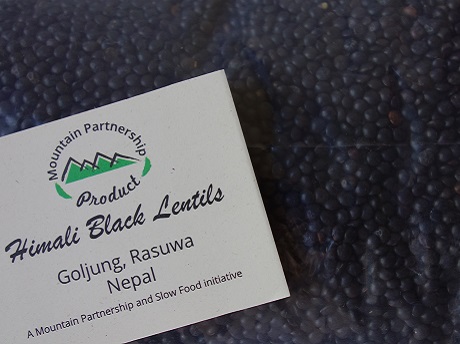 Mountain Partnership
Product
Himali Black Lentils
Goljung, Rasuwa
Nepal
A Mountain Partnership and Slow Food initiative